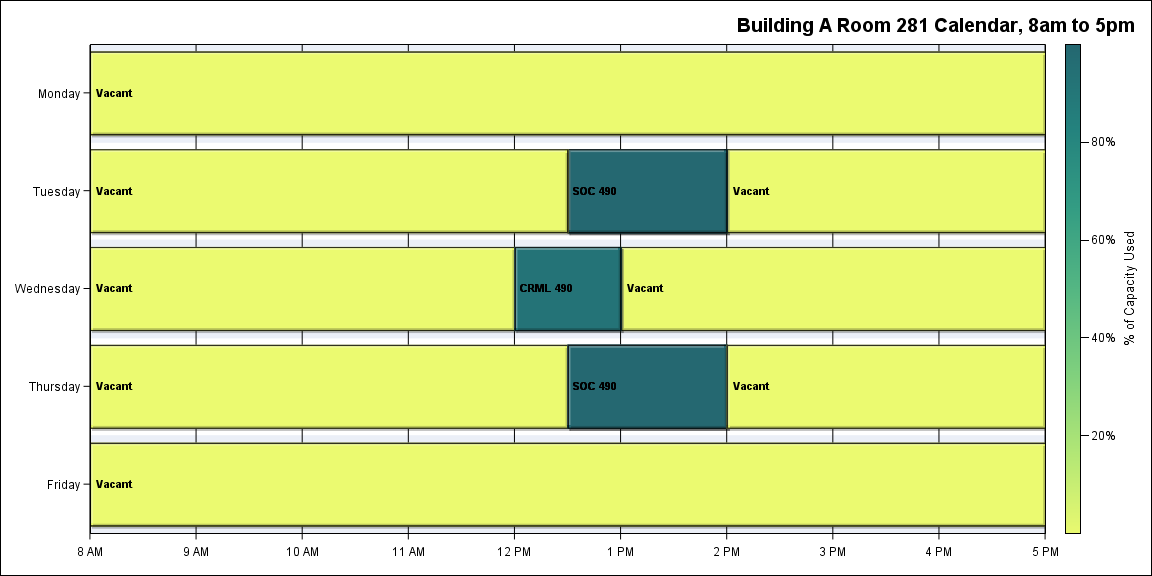 Building A Room 281 Calendar, 8am to 5pm
Monday
Vacant
Tuesday
Vacant
SOC 490
Vacant
Wednesday
Vacant
CRML 490
Vacant
Thursday
Vacant
SOC 490
Vacant
Friday
Vacant
8 AM 9 AM 10 AM 11 AM 12 PM 1 PM 2 PM 3 PM 4 PM 5 PM
80%
60%
40%
20%
% of Capacity Used